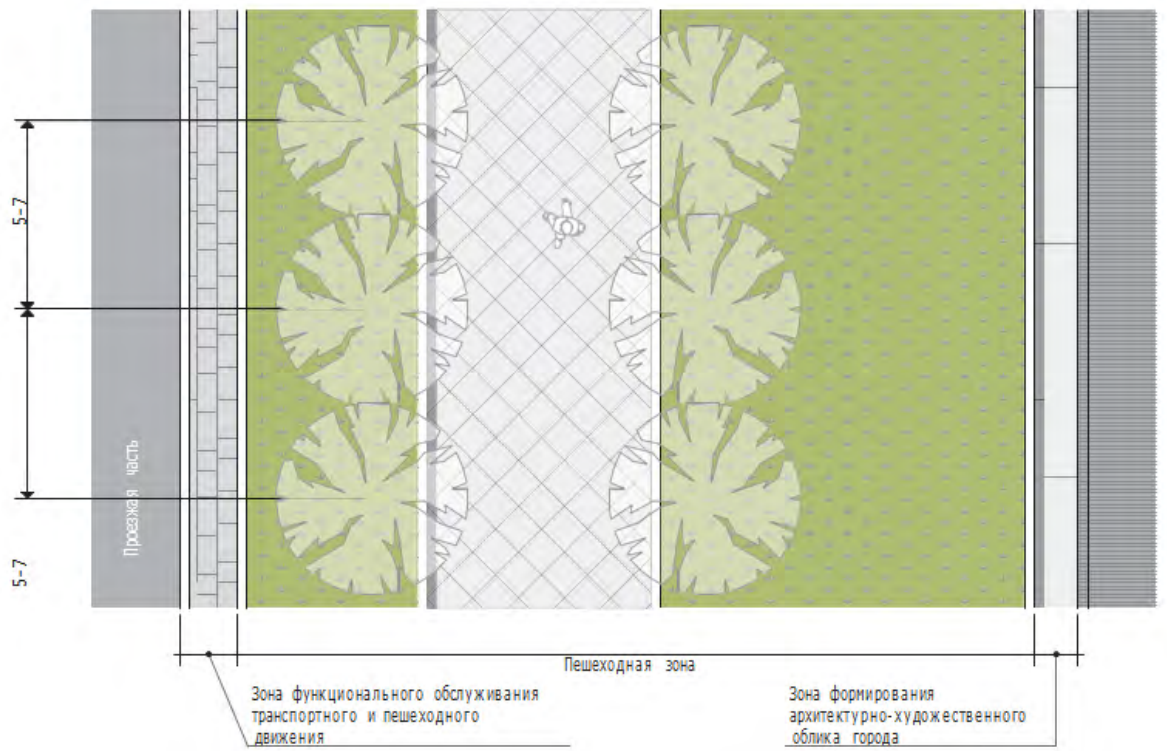 5-7
Проезжая часть
5-7
Пешеходная зона
Зона функционального обслуживания
транспортного и пешеходного
движения
Зона формирования
архитектурно-художественного
облика города